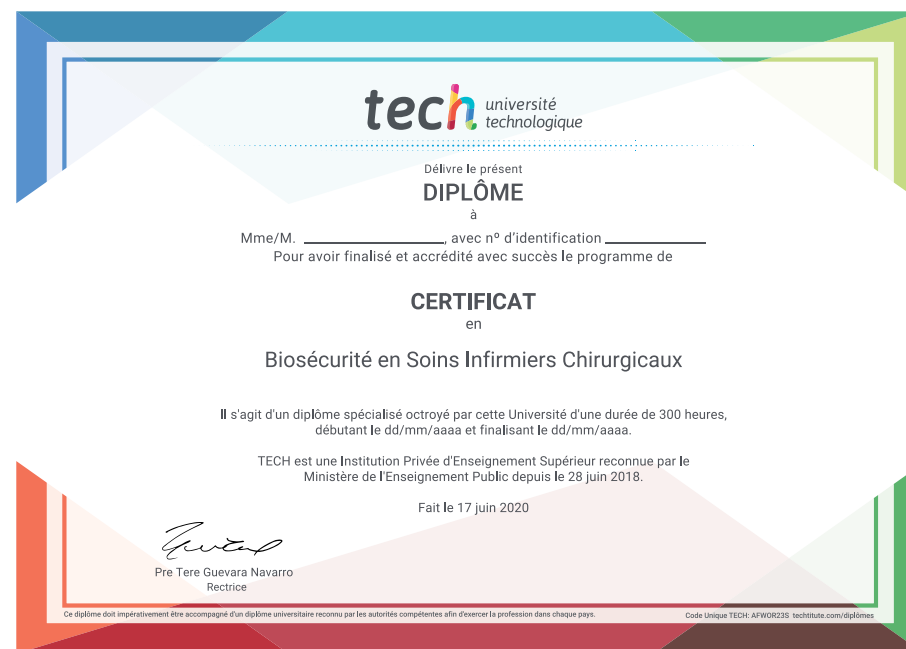 tech université
technologique
Délivre le présent
DIPLÔME
à
Mme/M. ____________________, avec nº d'identification ______________
Pour avoir finalisé et accrédité avec succès le programme de
CERTIFICAT
en
Biosécurité en Soins Infirmiers Chirurgicaux
Il s'agit d'un diplôme spécialisé octroyé par cette Université d'une durée de 300 heures,
débutant le dd/mm/aaaa et finalisant le dd/mm/aaaa.
TECH est une Institution Privée d'Enseignement Supérieur reconnue par le
Ministère de l'Enseignement Public depuis le 28 juin 2018.
Fait le 17 juin 2020
Pre Tere Guevara Navarro
Rectrice
Ce diplôme doit impérativement être accompagné d'un diplôme universitaire reconnu par les autorités compétentes afin d'exercer la profession dans chaque pays.
Code Unique TECH: AFWOR23S techtitute.com/diplômes